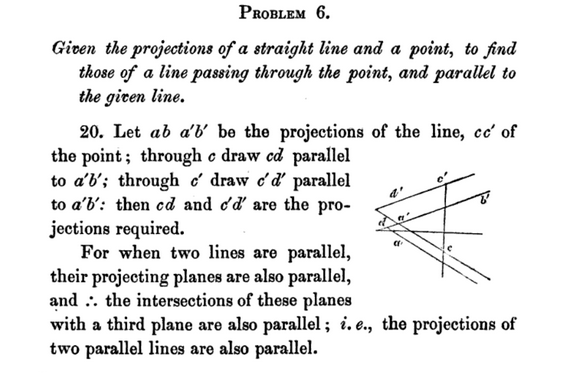 PROBLEM 6.
Given the projections of a straight line and a point, to find
those of a line passing through the point, and parallel to
the given line.
20. Let ab a′b′ be the projections of the line, cc′ of
the point; through c draw cd parallel
to a′b′; through c′ draw c′d′ parallel
to a′b′: then cd and c′d′ are the pro-
jections required.
For when two lines are parallel,
their projecting planes are also parallel,
and ∴ the intersections of these planes
with a third plane are also parallel; i. e., the projections of
two parallel lines are also parallel.
c′
d′
b′
d
a′
a
c